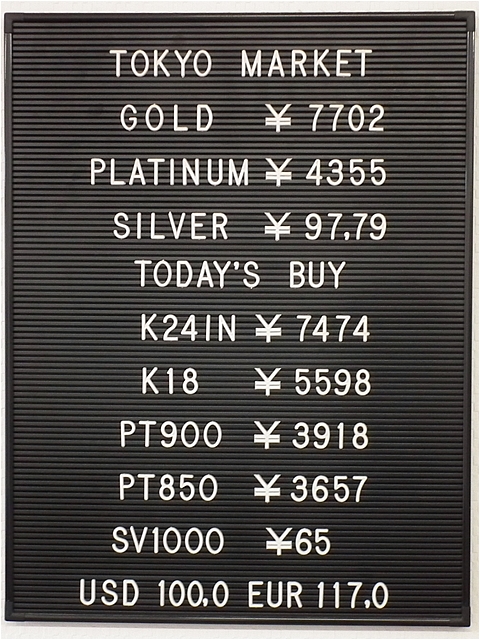 TOKYO MARKET
GOLD ¥ 7702
PLATINUM ¥ 4355
SILVER ¥ 97.79
TODAY'S BUY
K24IN ¥ 7474
K18 ¥ 5598
PT900 ¥ 3918
PT850 ¥ 3657
SV1000 ¥65
USD 100.0 EUR 117.0